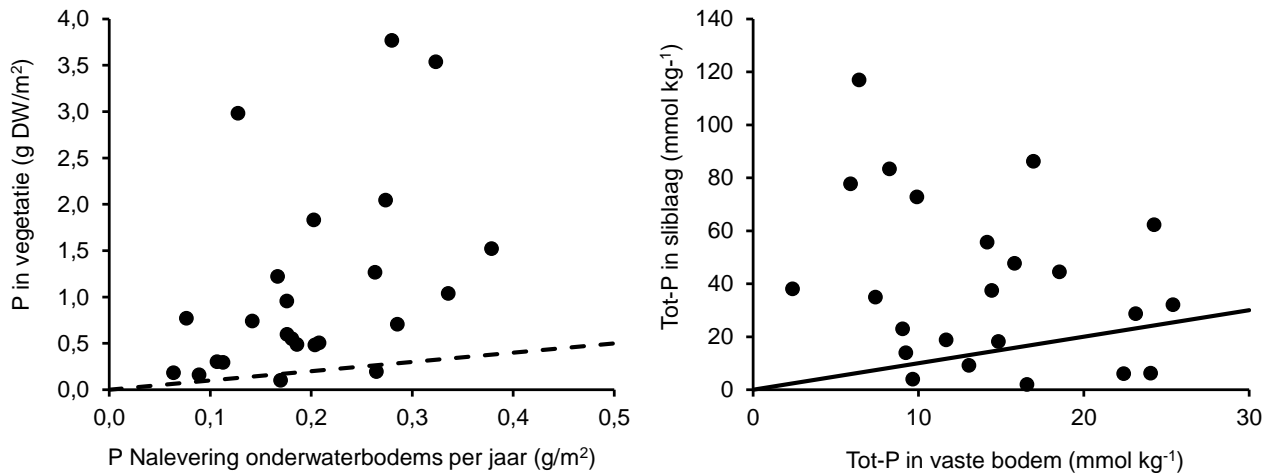 P in vegetatie (g DW/m²)
4,0
3,5
3,0
2,5
2,0
1,5
1,0
0,5
0,0
0,0 0,1 0,2 0,3 0,4 0,5
P Nalevering onderwaterbodems per jaar (g/m²)
Tot-P in sliblaag (mmol kg⁻¹)
140
120
100
80
60
40
20
0
0 10 20 30
Tot-P in vaste bodem (mmol kg⁻¹)